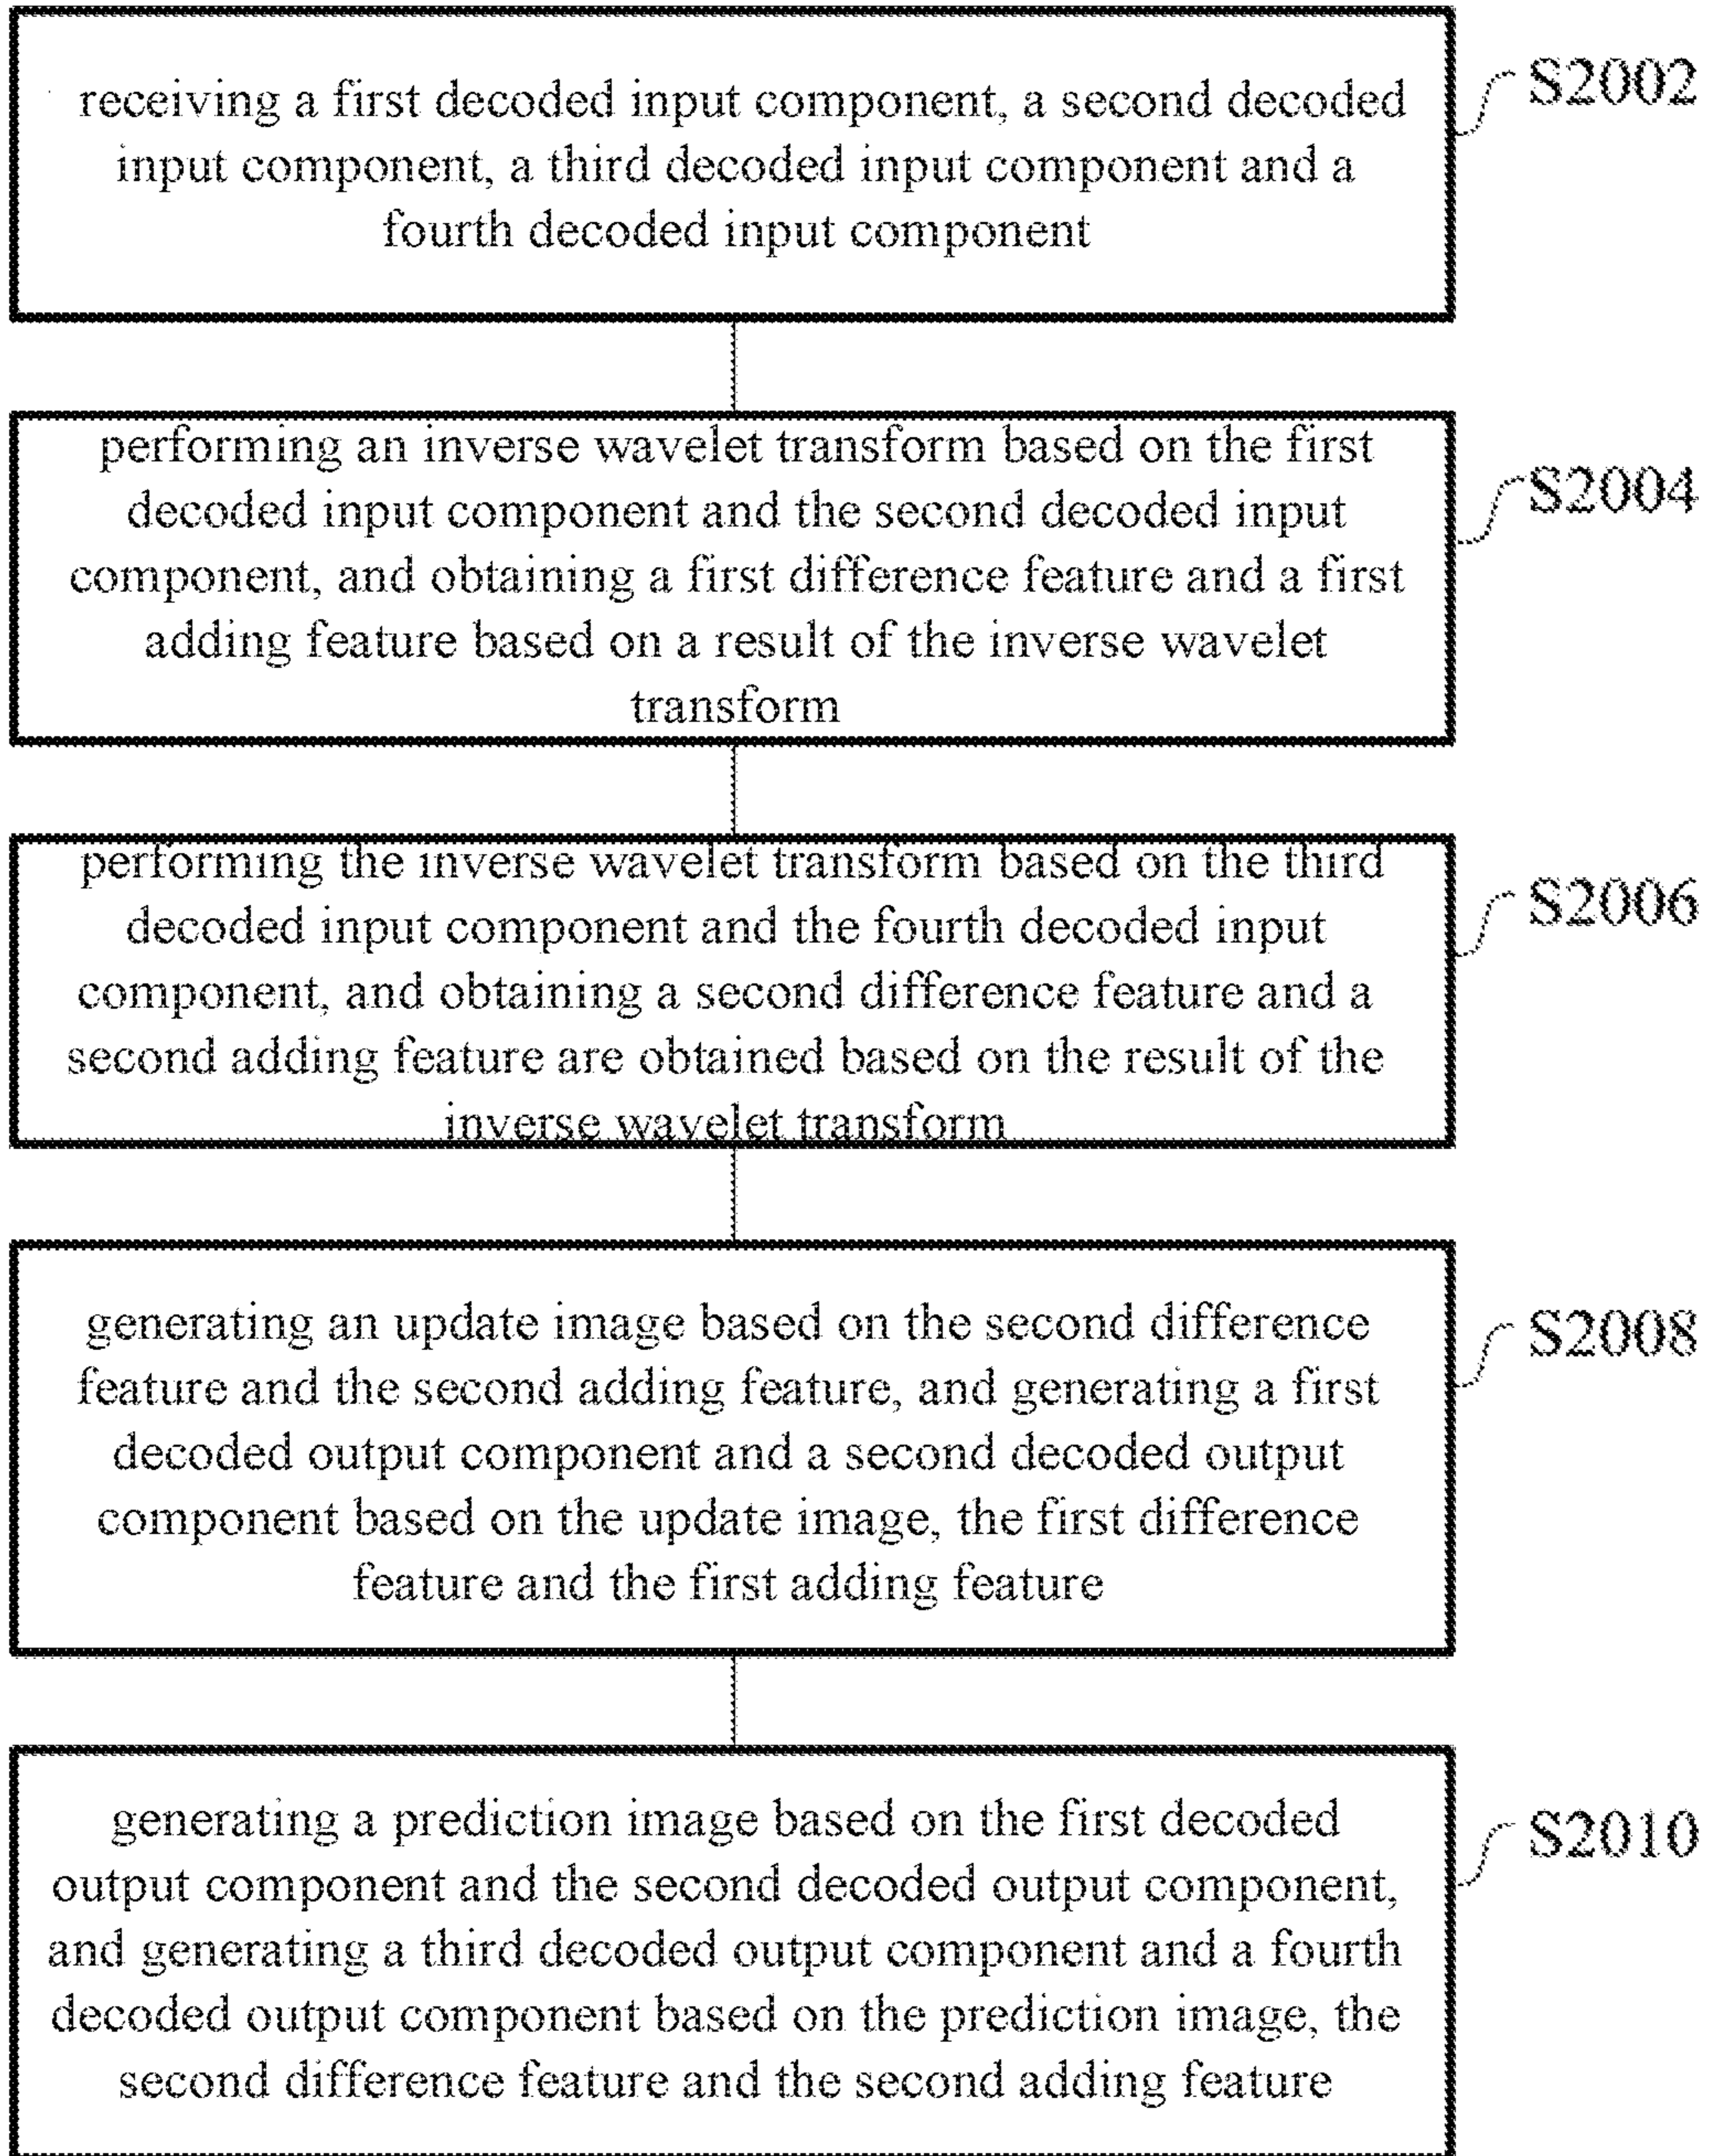 receiving a first decoded input component, a second decoded
input component, a third decoded input component and a
fourth decoded input component
S2002
performing an inverse wavelet transform based on the first
decoded input component and the second decoded input
component, and obtaining a first difference feature and a first
adding feature based on a result of the inverse wavelet
transform
S2004
performing the inverse wavelet transform based on the third
decoded input component and the fourth decoded input
component, and obtaining a second difference feature and a
second adding feature are obtained based on the result of the
inverse wavelet transform
S2006
generating an update image based on the second difference
feature and the second adding feature, and generating a first
decoded output component and a second decoded output
component based on the update image, the first difference
feature and the first adding feature
S2008
generating a prediction image based on the first decoded
output component and the second decoded output component,
and generating a third decoded output component and a fourth
decoded output component based on the prediction image, the
second difference feature and the second adding feature
S2010